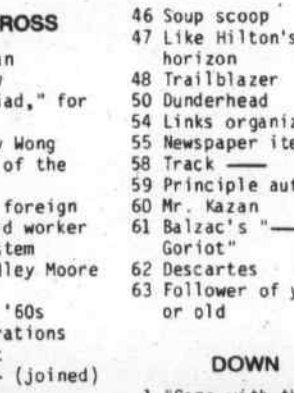 ROSS
ad," for
Wong
of the
foreign
d worker
stem
ley Moore
'60s
rations
(joined)
46 Soup scoop
47 Like Hilton's
horizon
48 Trailblazer
50 Dunderhead
54 Links organiz
55 Newspaper ite
58 Track ——
59 Principle aut
60 Mr. Kazan
61 Balzac's "——
Goriot"
62 Descartes
63 Follower of y
or old
DOWN